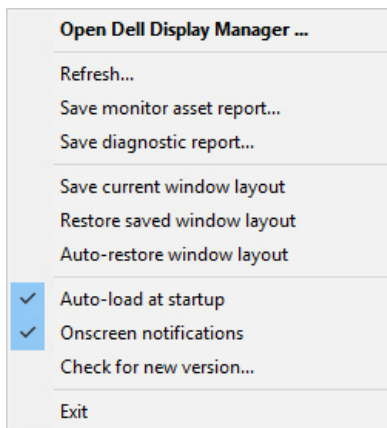 Open Dell Display Manager ...
Refresh...
Save monitor asset report...
Save diagnostic report...
Save current window layout
Restore saved window layout
Auto-restore window layout
Auto-load at startup
Onscreen notifications
Check for new version...
Exit